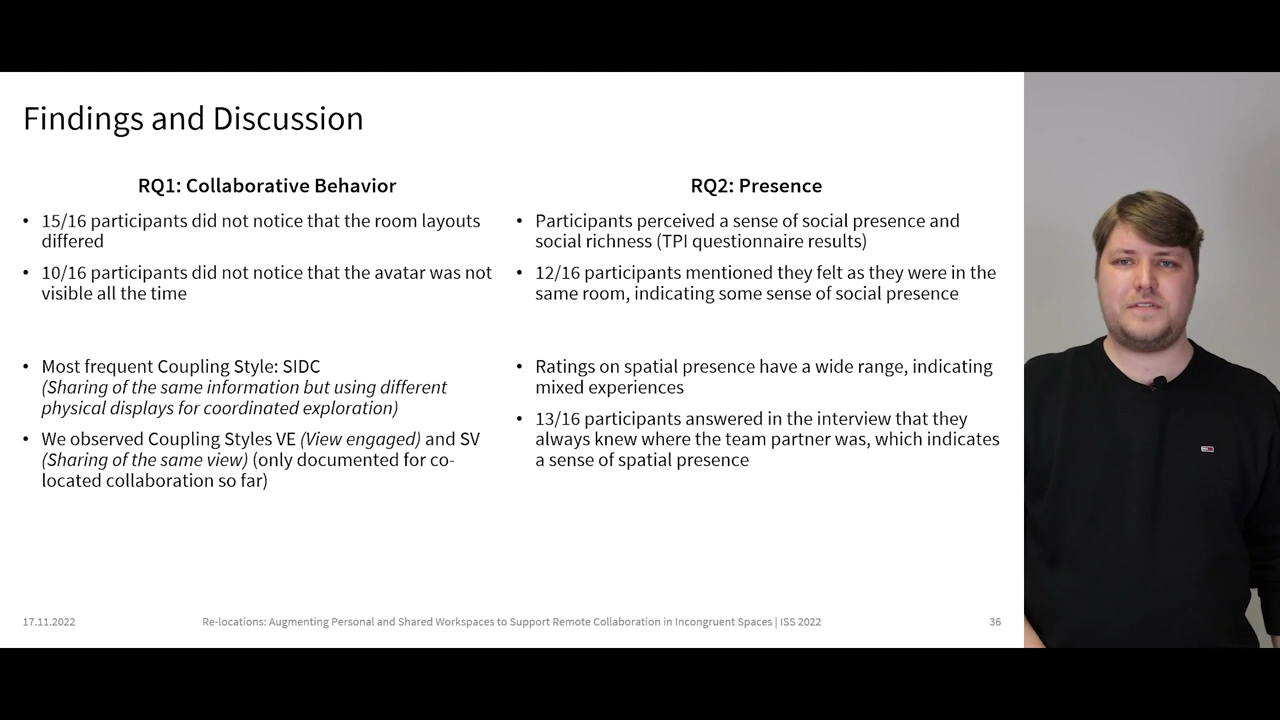 Findings and Discussion
RQ1: Collaborative Behavior
• 15/16 participants did not notice that the room layouts
differed
• 10/16 participants did not notice that the avatar was not
visible all the time
• Most frequent Coupling Style: SIDC
(Sharing of the same information but using different
physical displays for coordinated exploration)
• We observed Coupling Styles VE (View engaged) and SV
(Sharing of the same view) (only documented for co-
located collaboration so far)
RQ2: Presence
• Participants perceived a sense of social presence and
social richness (TPI questionnaire results)
• 12/16 participants mentioned they felt as they were in the
same room, indicating some sense of social presence
• Ratings on spatial presence have a wide range, indicating
mixed experiences
• 13/16 participants answered in the interview that they
always knew where the team partner was, which indicates
a sense of spatial presence
17.11.2022
Re-locations: Augmenting Personal and Shared Workspaces to Support Remote Collaboration in Incongruent Spaces | ISS 2022
36